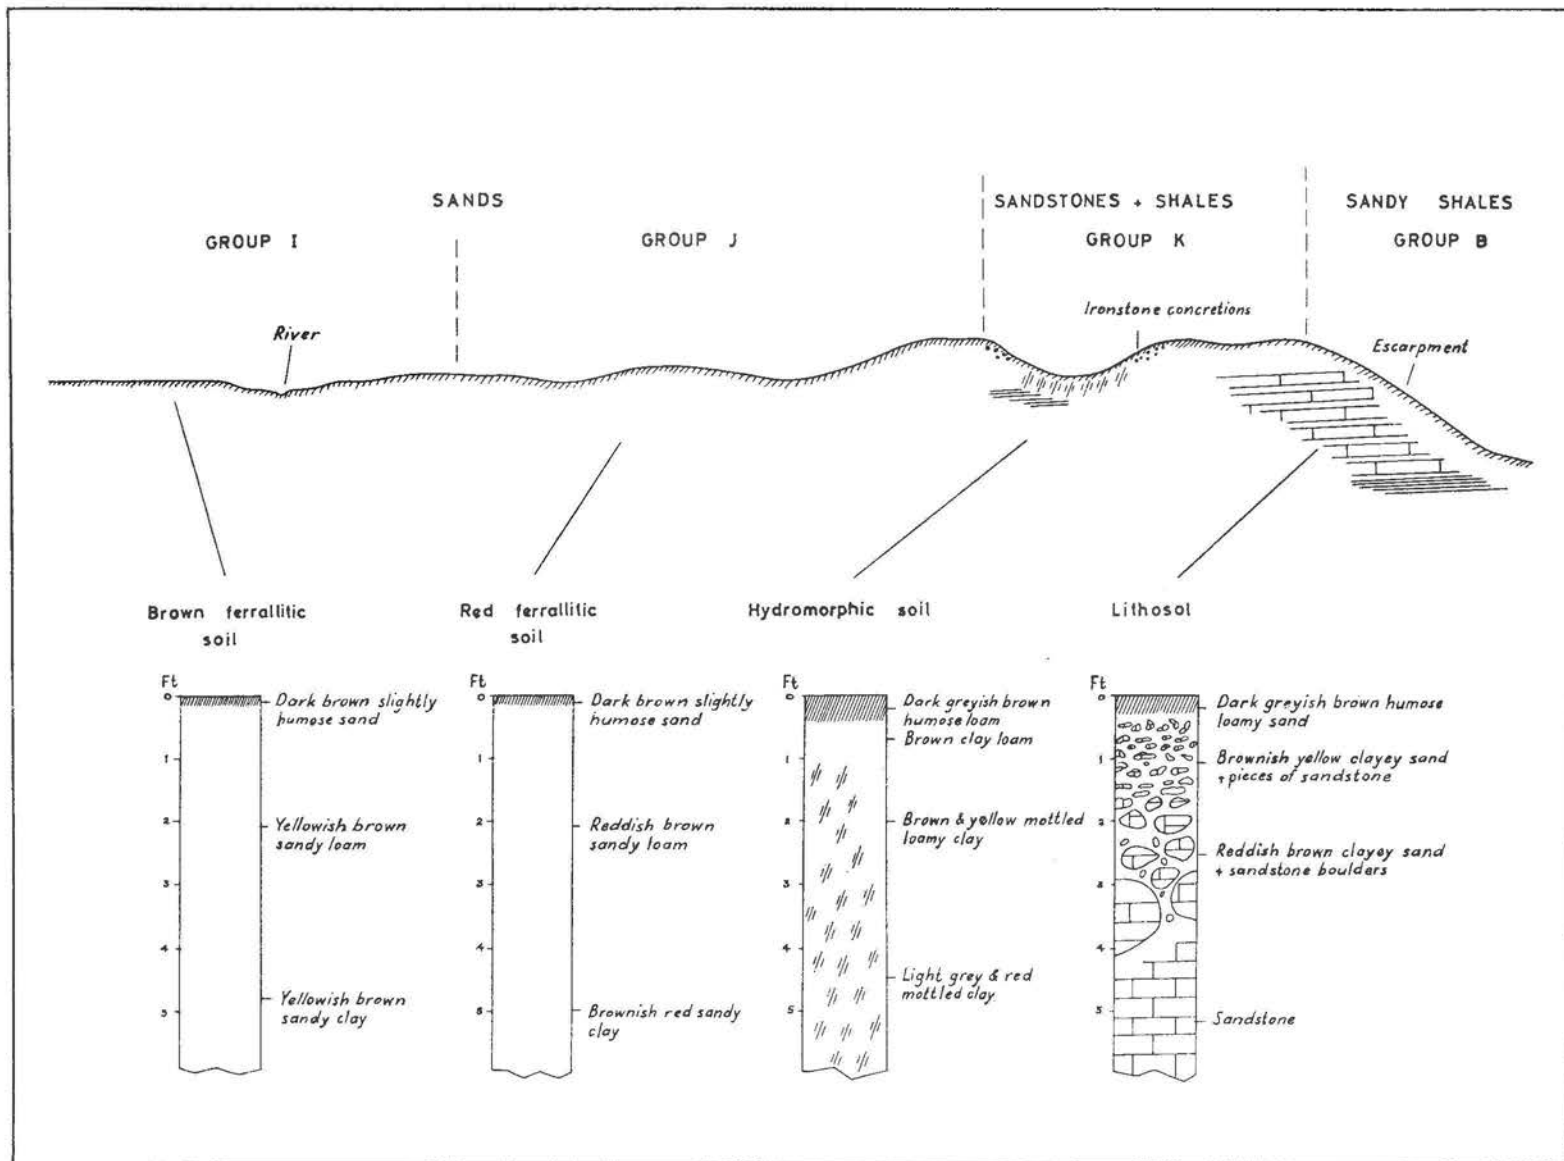 SANDS
SANDSTONES + SHALES
SANDY SHALES
GROUP I
GROUP J
GROUP K
GROUP B
River
Ironstone concretions
Escarpment
Brown ferrallitic
soil
Red ferrallitic
soil
Hydromorphic soil
Lithosol
Ft
0
1
2
3
4
5
Dark brown slightly
humose sand
Yellowish brown
sandy loam
Yellowish brown
sandy clay
Ft
0
1
2
3
4
5
Dark brown slightly
humose sand
Reddish brown
sandy loam
Brownish red sandy
clay
Ft
0
1
2
3
4
5
Dark greyish brown
humose loam
Brown clay loam
Brown & yellow mottled
loamy clay
Light grey & red
mottled clay
Ft
0
1
2
3
4
5
Dark greyish brown humose
loamy sand
Brownish yellow clayey sand
+ pieces of sandstone
Reddish brown clayey sand
+ sandstone boulders
Sandstone